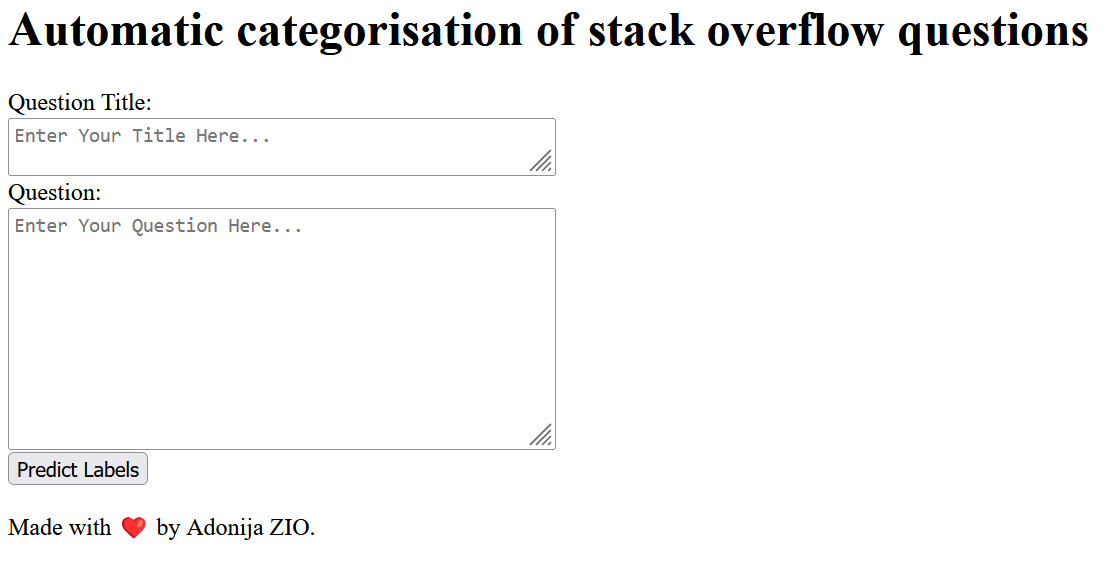 Automatic categorisation of stack overflow questions
Question Title:
Enter Your Title Here...
Question:
Enter Your Question Here...
Predict Labels
Made with ❤️ by Adonija ZIO.